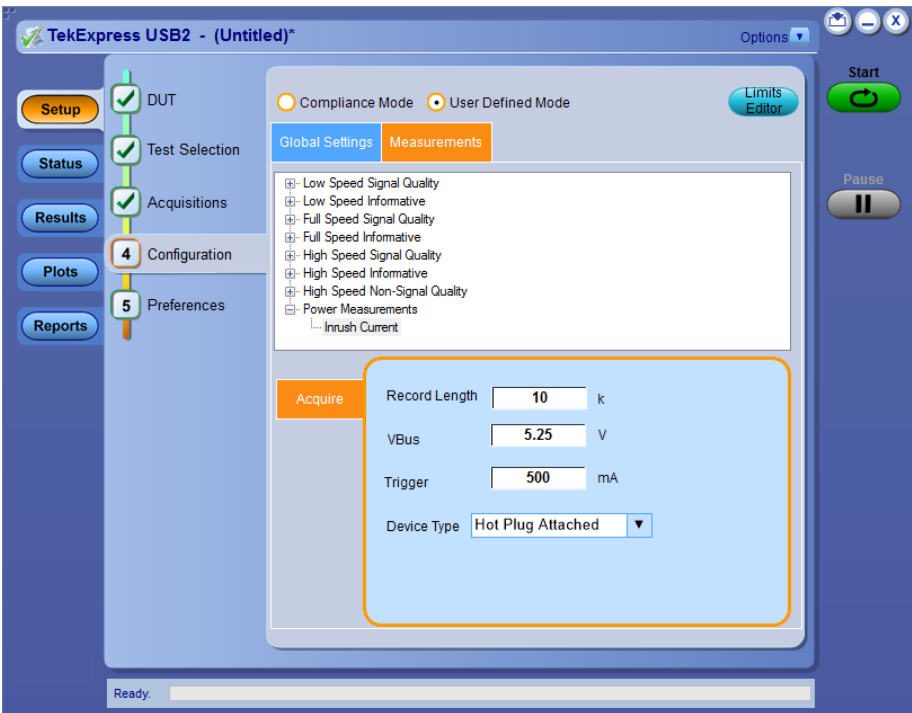 TekExpress USB2 - (Untitled)*
Options
Start
Pause
Setup
Status
Results
Plots
Reports
DUT
Test Selection
Acquisitions
4 Configuration
5 Preferences
Compliance Mode User Defined Mode
Limits
Editor
Global Settings Measurements
Low Speed Signal Quality
Low Speed Informative
Full Speed Signal Quality
Full Speed Informative
High Speed Signal Quality
High Speed Informative
High Speed Non-Signal Quality
Power Measurements
Inrush Current
Acquire
Record Length 10 k
VBus 5.25 V
Trigger 500 mA
Device Type Hot Plug Attached
Ready.